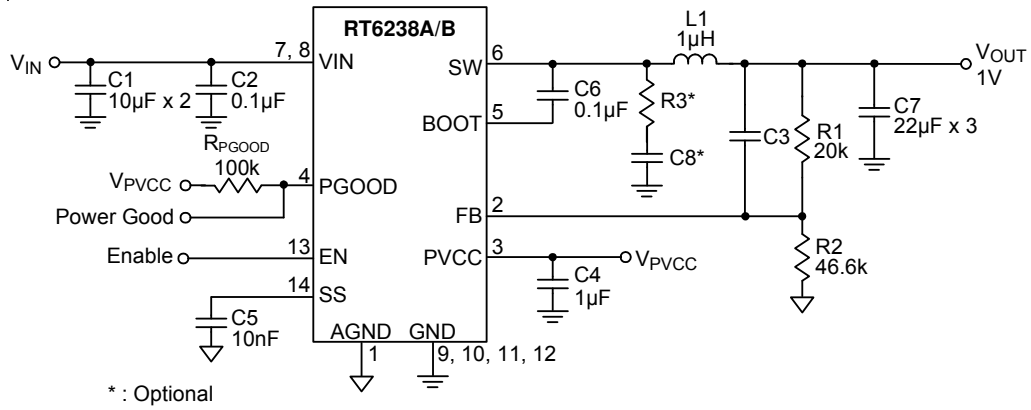 RT6238A/B
VIN
7, 8
VIN
C1
10µF x 2
C2
0.1µF
RPGOOD
100k
VPVCC
4
PGOOD
Power Good
Enable
13
EN
14
SS
C5
10nF
AGND
1
GND
9, 10, 11, 12
SW
6
BOOT
5
C6
0.1µF
R3*
C8*
L1
1µH
C3
R1
20k
C7
22µF x 3
VOUT
1V
FB
2
R2
46.6k
PVCC
3
C4
1µF
VPVCC
* : Optional